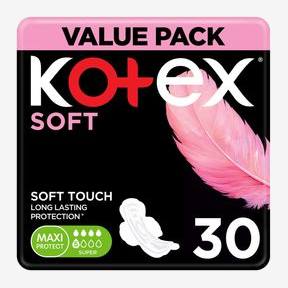 VALUE PACK
Kotex®
SOFT
SOFT TOUCH
LONG LASTING
PROTECTION^
MAXI
PROTECT
SUPER
30